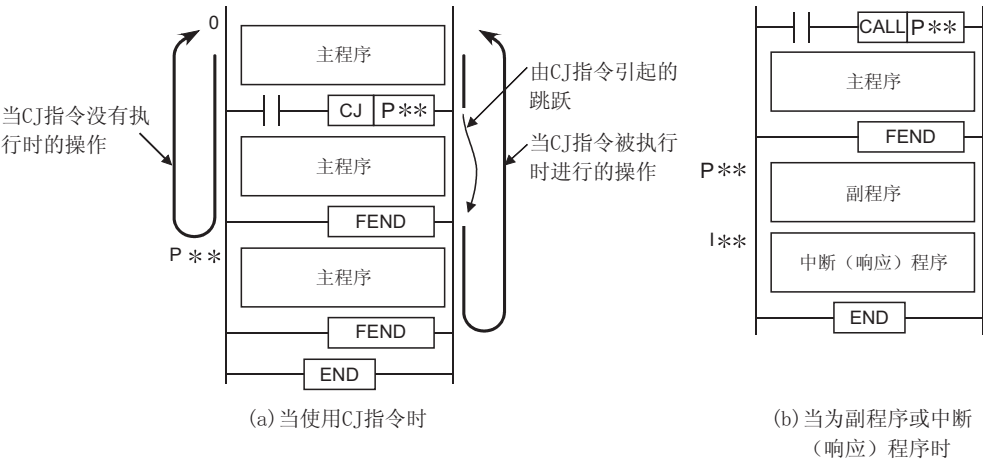 0
主程序
CJ P**
主程序
FEND
P**
主程序
FEND
END
当CJ指令没有执
行时的操作
由CJ指令引起的
跳跃
当CJ指令被执行
时进行的操作
(a)当使用CJ指令时
CALL P**
主程序
FEND
P**
副程序
I**
中断（响应）程序
END
(b)当为副程序或中断
（响应）程序时